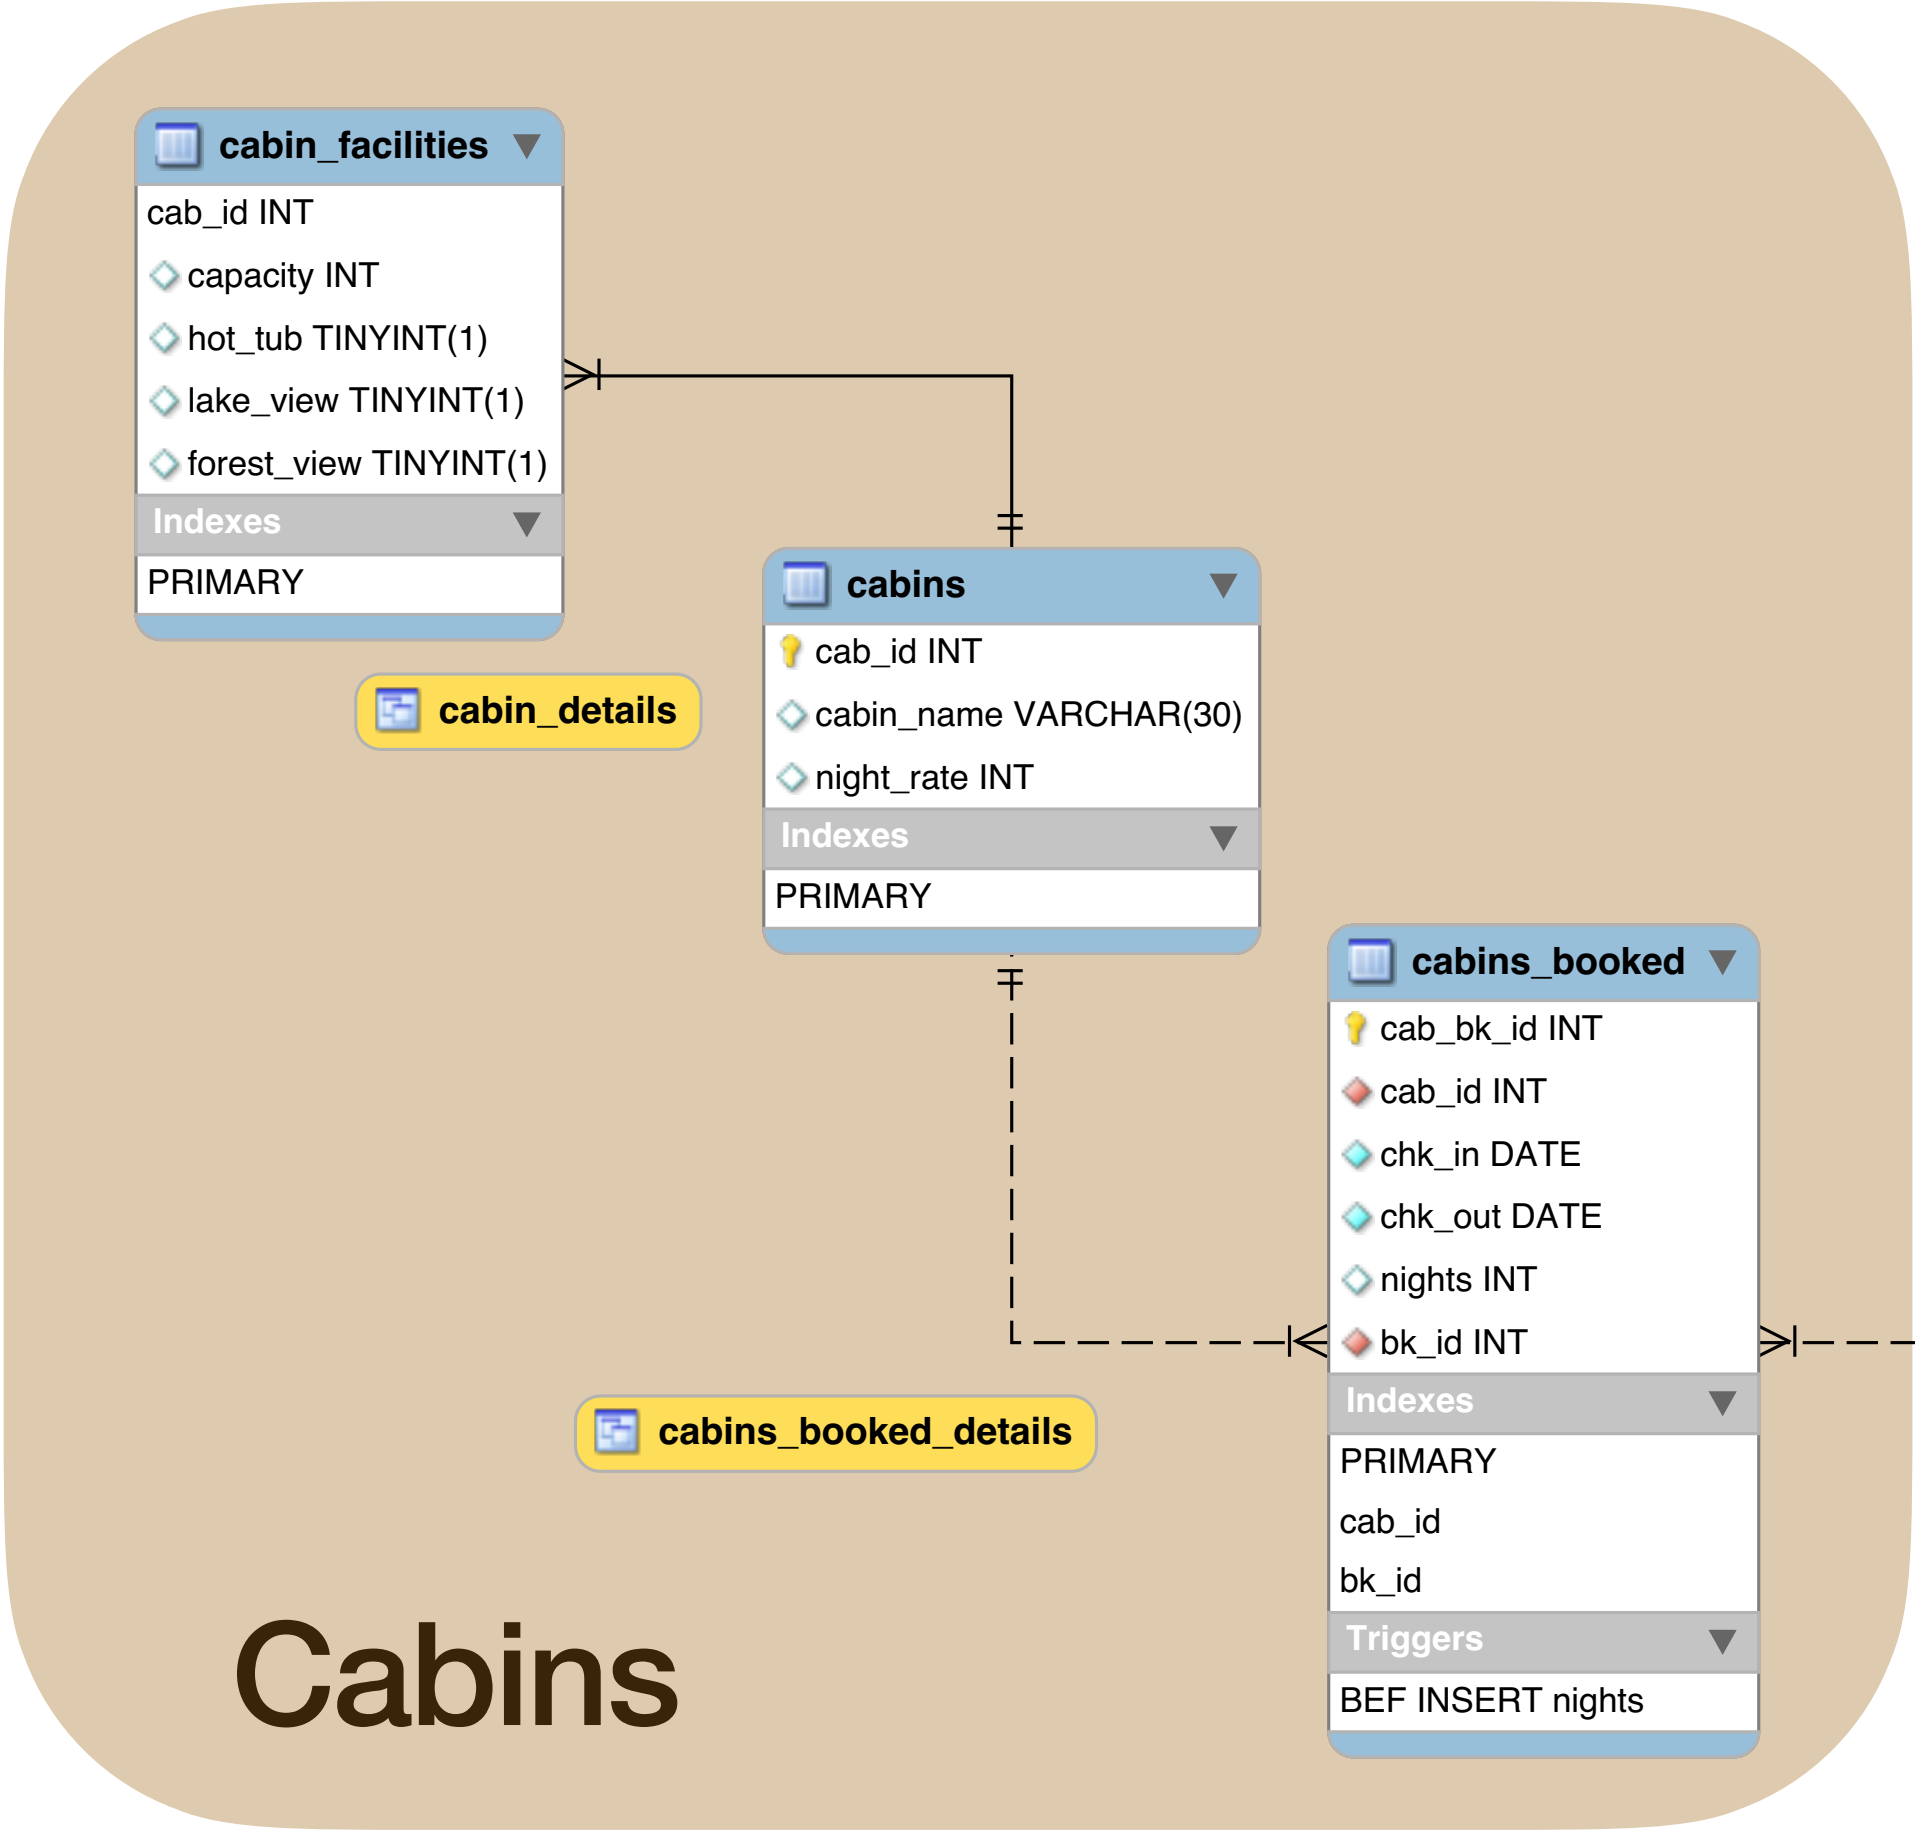 cabin_facilities
cab_id INT
capacity INT
hot_tub TINYINT(1)
lake_view TINYINT(1)
forest_view TINYINT(1)
Indexes
PRIMARY
cabin_details
cabins
cab_id INT
cabin_name VARCHAR(30)
night_rate INT
Indexes
PRIMARY
cabins_booked
cab_bk_id INT
cab_id INT
chk_in DATE
chk_out DATE
nights INT
bk_id INT
Indexes
PRIMARY
cab_id
bk_id
Triggers
BEF INSERT nights
cabins_booked_details
Cabins